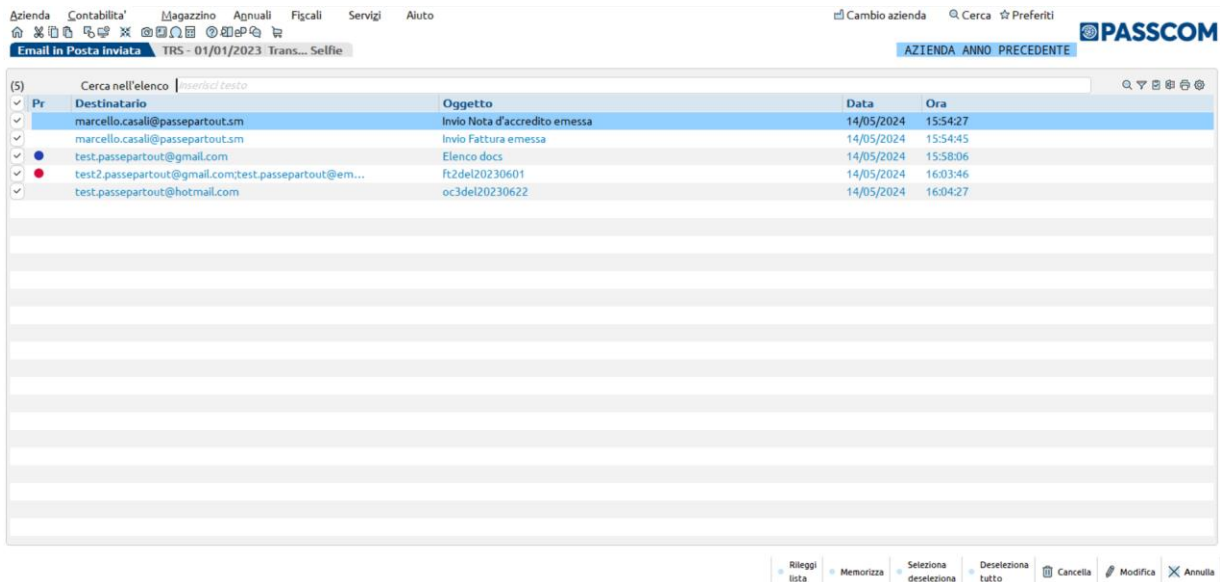 Azienda Contabilita' Magazzino Annuali Fiscali Servizi Aiuto Cambio azienda Cerca Preferiti
PASSCOM
Email in Posta inviata TRS - 01/01/2023 Trans... Selfie AZIENDA ANNO PRECEDENTE
(5) Cerca nell'elenco inserisci testo
Pr Destinatario Oggetto Data Ora
marcello.casali@passepartout.sm Invio Nota d'accredito emessa 14/05/2024 15:54:27
marcello.casali@passepartout.sm Invio Fattura emessa 14/05/2024 15:54:45
test.passepartout@gmail.com Elenco docs 14/05/2024 15:58:06
test2.passepartout@gmail.com;test.passepartout@em... ft2del20230601 14/05/2024 16:03:46
test.passepartout@hotmail.com oc3del20230622 14/05/2024 16:04:27
Rileggi lista Memorizza Seleziona deseleziona Deseleziona tutto Cancella Modifica Annulla